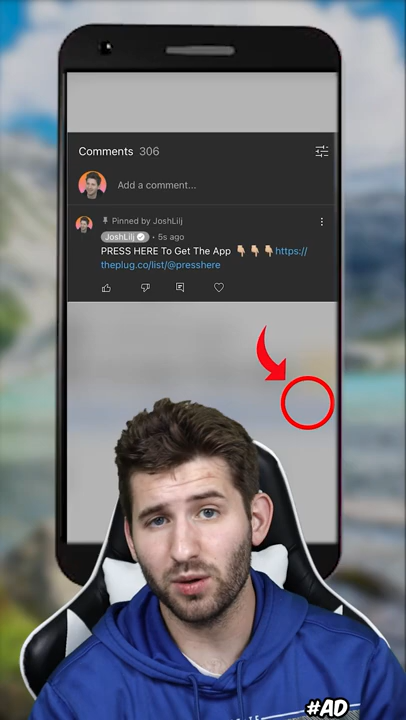 Comments 306
Add a comment...
Pinned by JoshLilj
JoshLilj • 5s ago
PRESS HERE To Get The App 👇🏼👇🏼👇🏼https://
theplug.co/list/@presshere
#AD